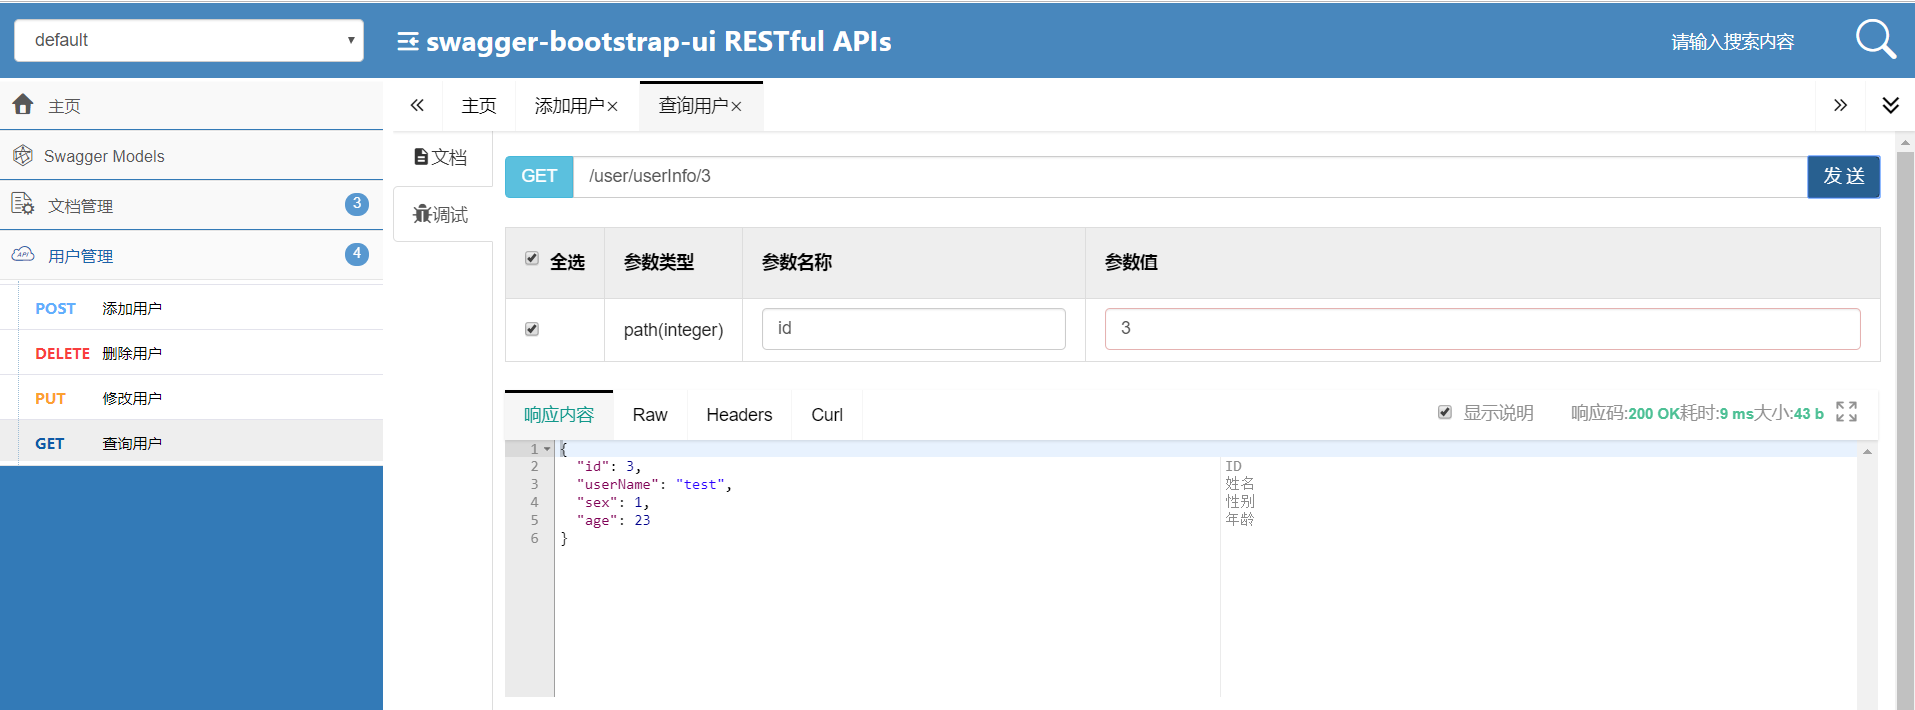 default
swagger-bootstrap-ui RESTful APIs
请输入搜索内容
主页
Swagger Models
文档管理 3
用户管理 4
POST 添加用户
DELETE 删除用户
PUT 修改用户
GET 查询用户
主页 添加用户× 查询用户×
文档
调试
GET /user/userInfo/3 发 送
全选 参数类型 参数名称 参数值
path(integer) id 3
响应内容 Raw Headers Curl 显示说明 响应码:200 OK耗时:9 ms大小:43 b
1 {
2 "id": 3, ID
3 "userName": "test", 姓名
4 "sex": 1, 性别
5 "age": 23 年龄
6 }